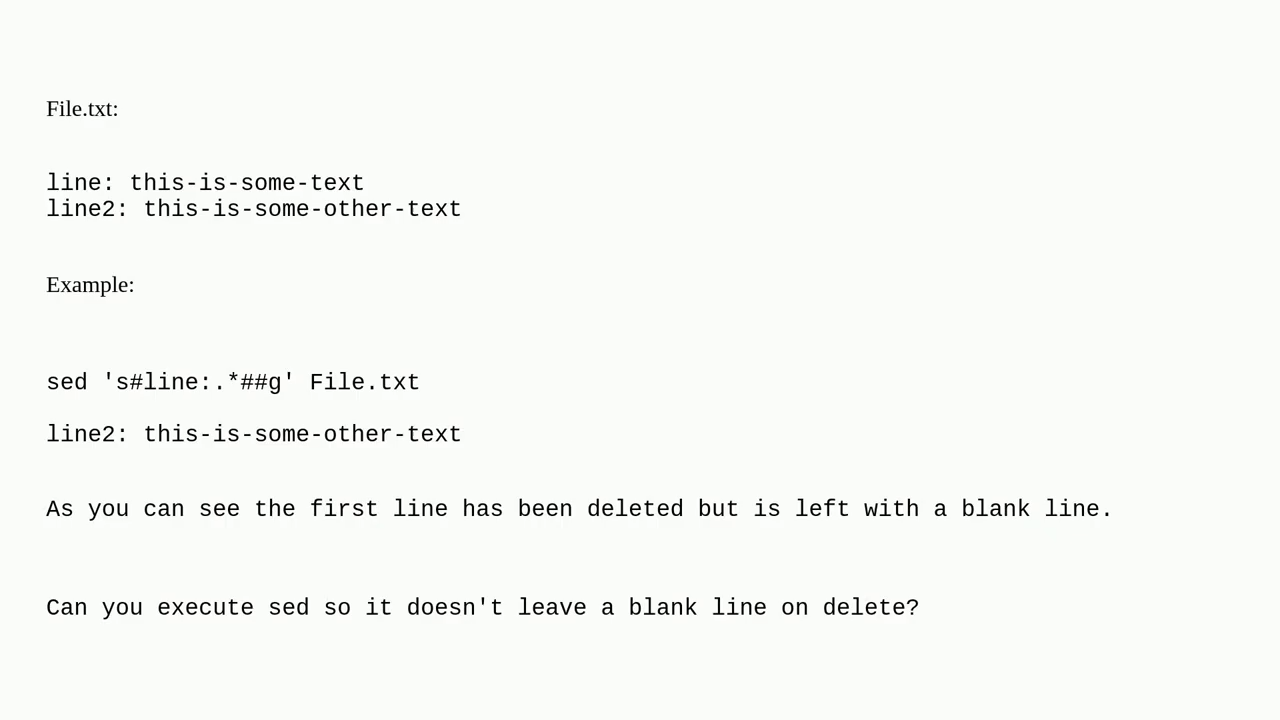 File.txt:
line: this-is-some-text
line2: this-is-some-other-text
Example:
sed 's#line:.*##g' File.txt
line2: this-is-some-other-text
As you can see the first line has been deleted but is left with a blank line.
Can you execute sed so it doesn't leave a blank line on delete?